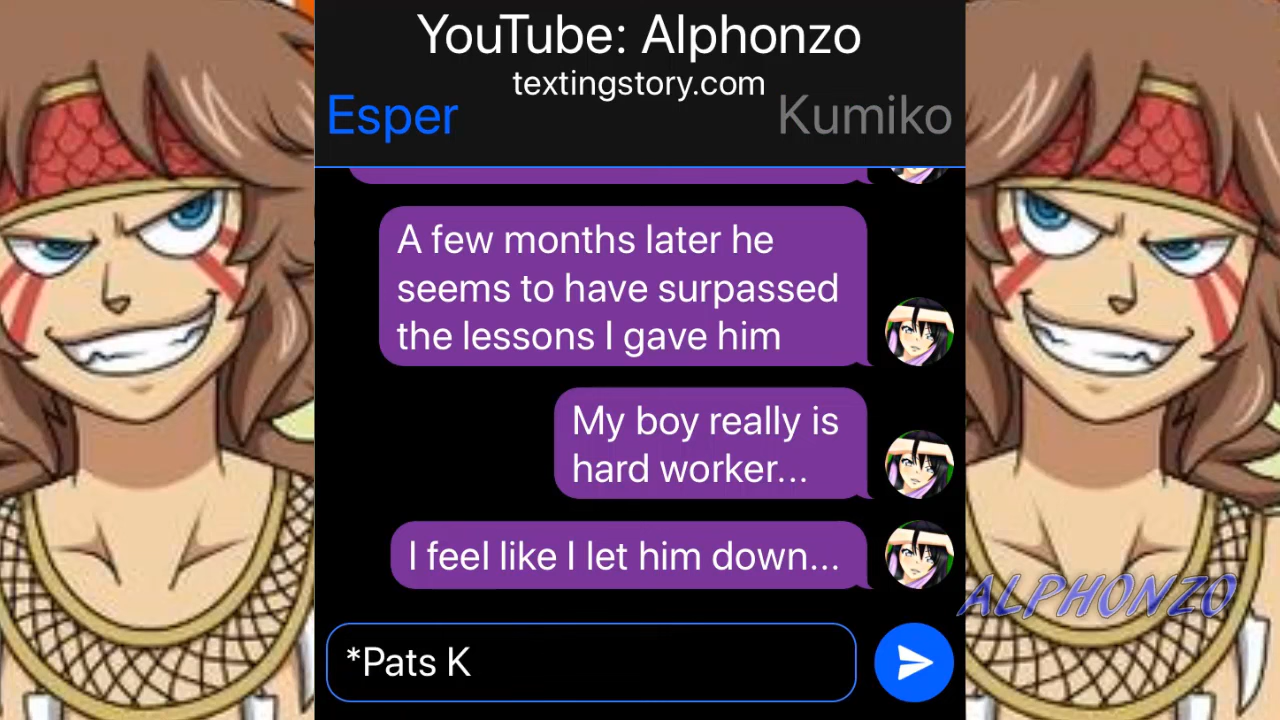 YouTube: Alphonzo
textingstory.com
Esper
Kumiko
A few months later he
seems to have surpassed
the lessons I gave him
My boy really is
hard worker...
I feel like I let him down...
ALPHONZO
*Pats K